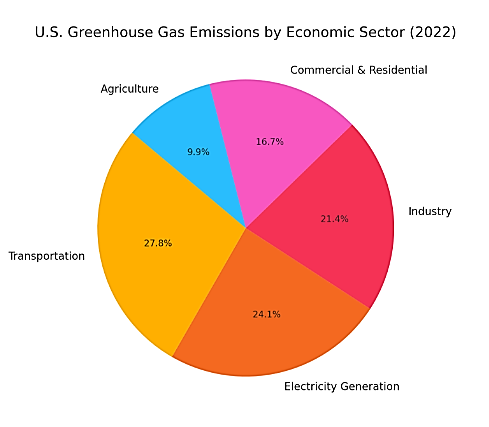 U.S. Greenhouse Gas Emissions by Economic Sector (2022)
Commercial & Residential
Agriculture
16.7%
9.9%
Industry
21.4%
27.8%
Transportation
24.1%
Electricity Generation